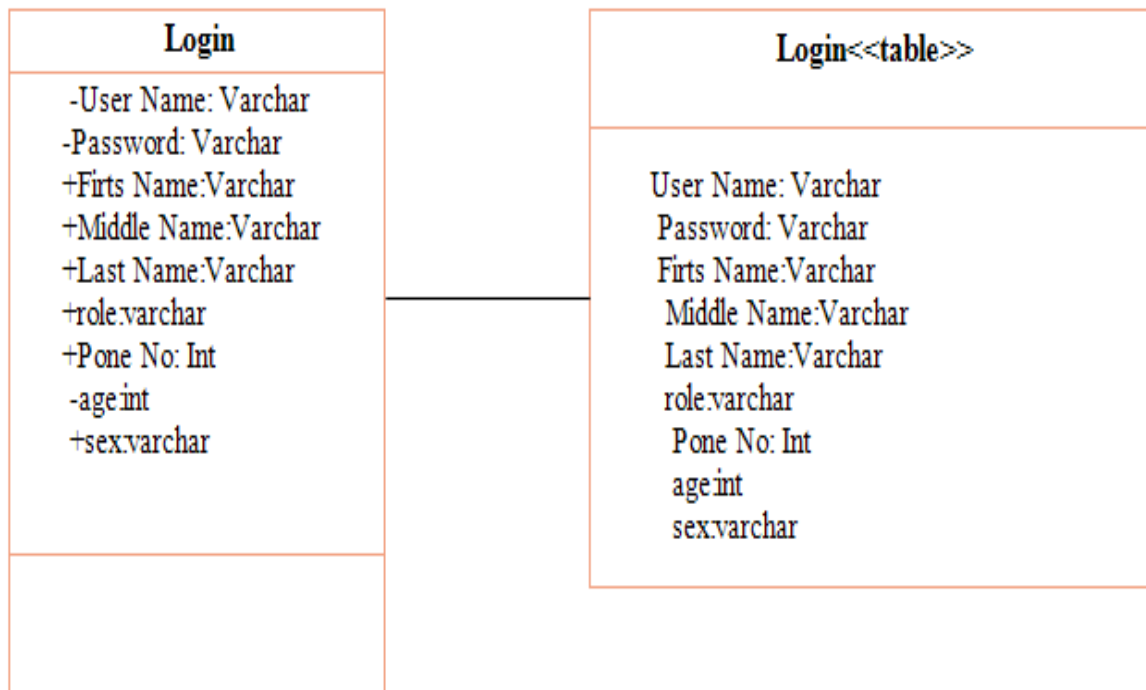 Login
-User Name: Varchar
-Password: Varchar
+Firts Name:Varchar
+Middle Name:Varchar
+Last Name:Varchar
+role:varchar
+Pone No: Int
-age:int
+sex:varchar
Login<<table>>
User Name: Varchar
Password: Varchar
Firts Name:Varchar
Middle Name:Varchar
Last Name:Varchar
role:varchar
Pone No: Int
age:int
sex:varchar